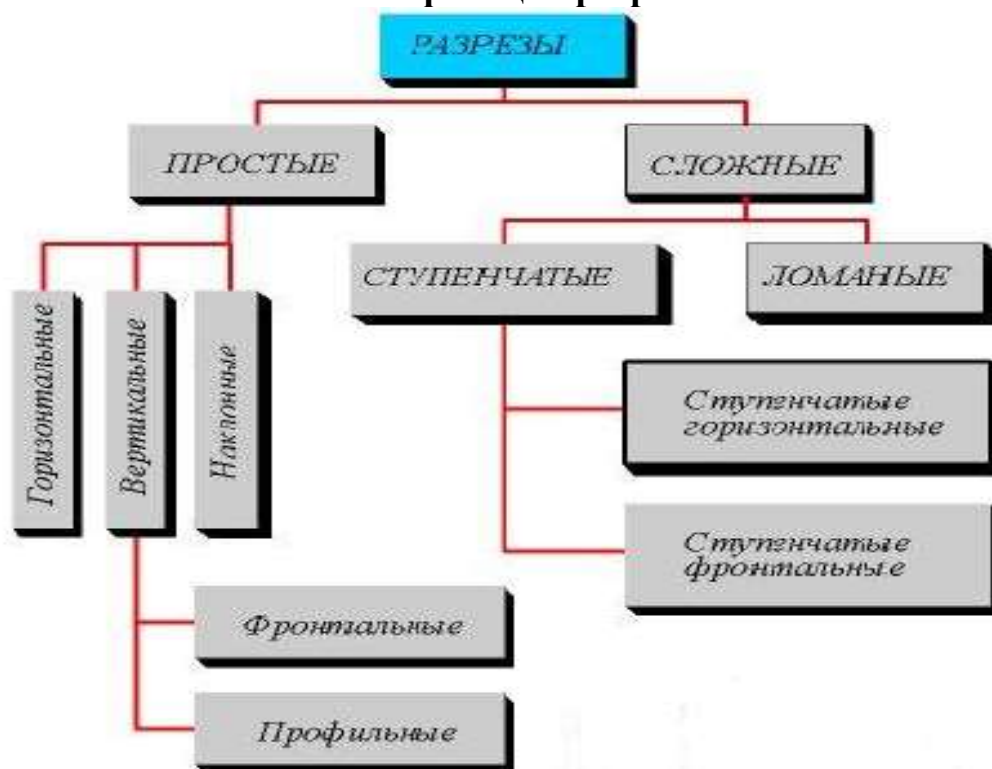 РАЗРЕЗЫ
ПРОСТЫЕ
СЛОЖНЫЕ
СТУПЕНЧАТЫЕ
ЛОМАНЫЕ
Горизонтальные
Вертикальные
Наклонные
Ступенчатые
горизонтальные
Ступенчатые
фронтальные
Фронтальные
Профильные